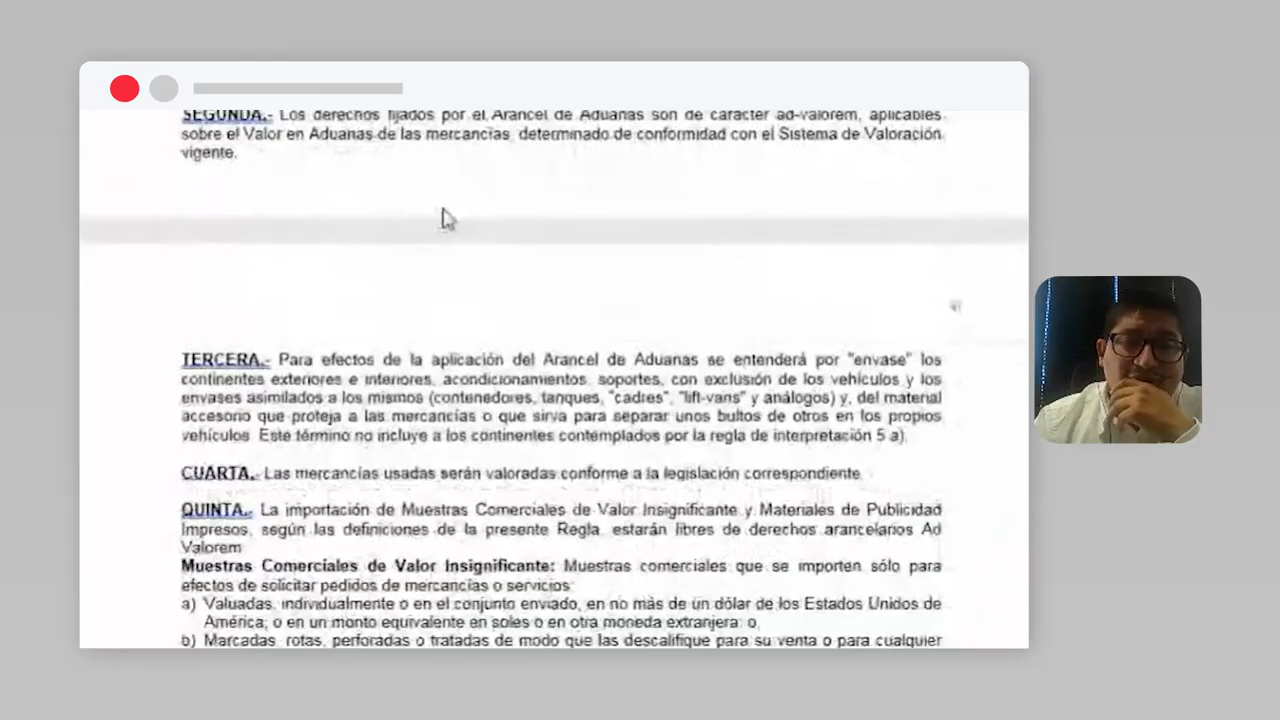 SEGUNDA.- Los derechos fijados por el Arancel de Aduanas son de carácter ad-valorem, aplicables
sobre el Valor en Aduanas de las mercancías, determinado de conformidad con el Sistema de Valoración
vigente.
TERCERA.- Para efectos de la aplicación del Arancel de Aduanas se entenderá por "envase" los
continentes exteriores e interiores, acondicionamientos, soportes, con exclusión de los vehículos y los
envases asimilados a los mismos (contenedores, tanques, "cadres", "lift-vans" y análogos) y, del material
accesorio que proteja a las mercancías o que sirva para separar unos bultos de otros en los propios
vehículos. Este término no incluye a los continentes contemplados por la regla de interpretación 5 a).
CUARTA.- Las mercancías usadas serán valoradas conforme a la legislación correspondiente.
QUINTA.- La importación de Muestras Comerciales de Valor Insignificante y Materiales de Publicidad
Impresos, según las definiciones de la presente Regla, estarán libres de derechos arancelarios Ad
Valorem
Muestras Comerciales de Valor Insignificante: Muestras comerciales que se importen sólo para
efectos de solicitar pedidos de mercancías o servicios:
a) Valuadas, individualmente o en el conjunto enviado, en no más de un dólar de los Estados Unidos de
América, o en un monto equivalente en soles o en otra moneda extranjera; o,
b) Marcadas, rotas, perforadas o tratadas de modo que las descalifique para su venta o para cualquier